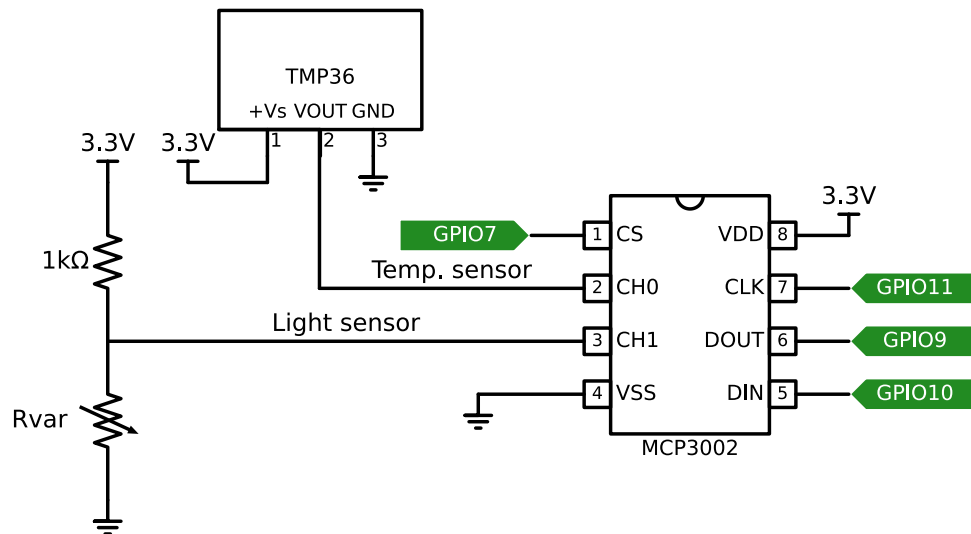 TMP36
+Vs VOUT GND
1 2 3
3.3V
3.3V
1kΩ
Rvar
Temp. sensor
Light sensor
GPIO7
3.3V
1 CS VDD 8
2 CH0 CLK 7
GPIO11
3 CH1 DOUT 6
GPIO9
4 VSS DIN 5
GPIO10
MCP3002